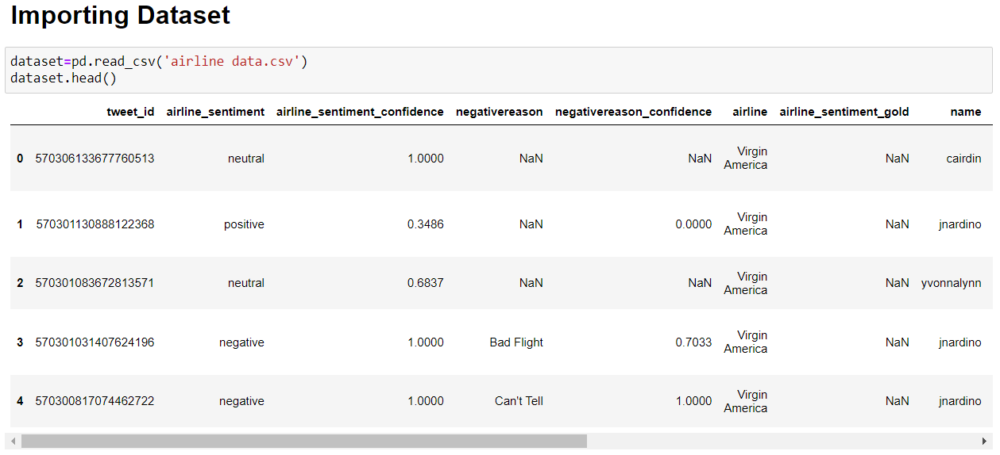 Importing Dataset
dataset=pd.read_csv('airline data.csv')
dataset.head()
tweet_id airline_sentiment airline_sentiment_confidence negativereason negativereason_confidence airline airline_sentiment_gold name
0 570306133677760513 neutral 1.0000 NaN NaN Virgin America NaN cairdin
1 570301130888122368 positive 0.3486 NaN 0.0000 Virgin America NaN jnardino
2 570301083672813571 neutral 0.6837 NaN NaN Virgin America NaN yvonnalynn
3 570301031407624196 negative 1.0000 Bad Flight 0.7033 Virgin America NaN jnardino
4 570300817074462722 negative 1.0000 Can't Tell 1.0000 Virgin America NaN jnardino